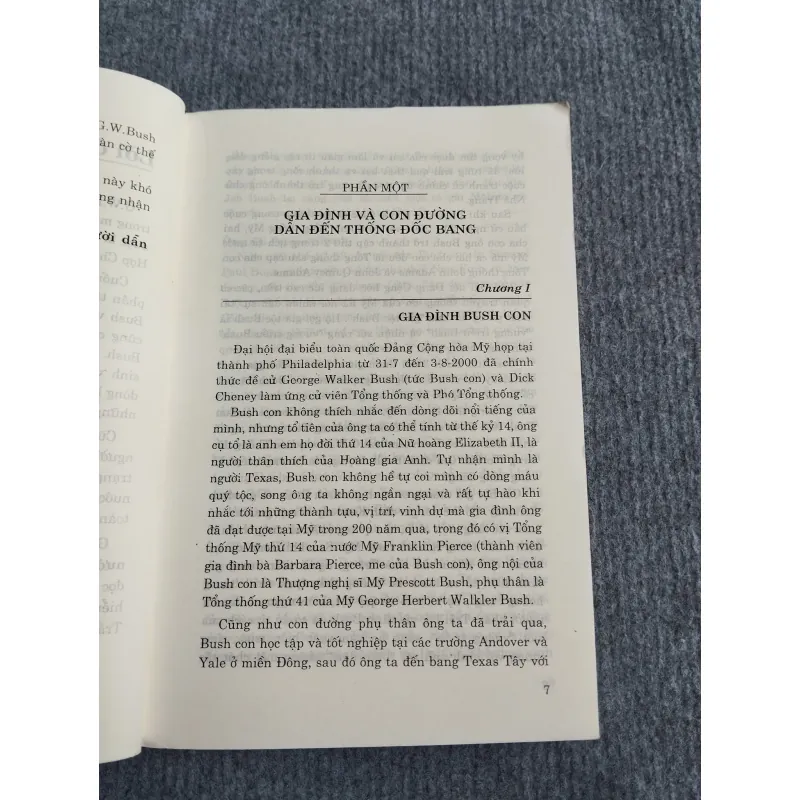 G.W.Bush
àn cờ thế
này khó
ng nhận
ười dẫn
PHẦN MỘT
GIA ĐÌNH VÀ CON ĐƯỜNG
DẪN ĐẾN THỐNG ĐỐC BANG
Chương I
GIA ĐÌNH BUSH CON
Đại hội đại biểu toàn quốc Đảng Cộng hòa Mỹ họp tại
thành phố Philadelphia từ 31-7 đến 3-8-2000 đã chính
thức đề cử George Walker Bush (tức Bush con) và Dick
Cheney làm ứng cử viên Tổng thống và Phó Tổng thống.
Bush con không thích nhắc đến dòng dõi nổi tiếng của
mình, nhưng tổ tiên của ông ta có thể tính từ thế kỷ 14, ông
cụ tổ là anh em họ đời thứ 14 của Nữ hoàng Elizabeth II, là
người thân thích của Hoàng gia Anh. Tự nhận mình là
người Texas, Bush con không hề tự coi mình có dòng máu
quý tộc, song ông ta không ngần ngại và rất tự hào khi
nhắc tới những thành tựu, vị trí, vinh dự mà gia đình ông
đã đạt được tại Mỹ trong 200 năm qua, trong đó có vị Tổng
thống Mỹ thứ 14 của nước Mỹ Franklin Pierce (thành viên
gia đình bà Barbara Pierce, mẹ của Bush con), ông nội của
Bush con là Thượng nghị sĩ Mỹ Prescott Bush, phụ thân là
Tổng thống thứ 41 của Mỹ George Herbert Walkler Bush.
Cũng như con đường phụ thân ông ta đã trải qua,
Bush con học tập và tốt nghiệp tại các trường Andover và
Yale ở miền Đông, sau đó ông ta đến bang Texas Tây với
7